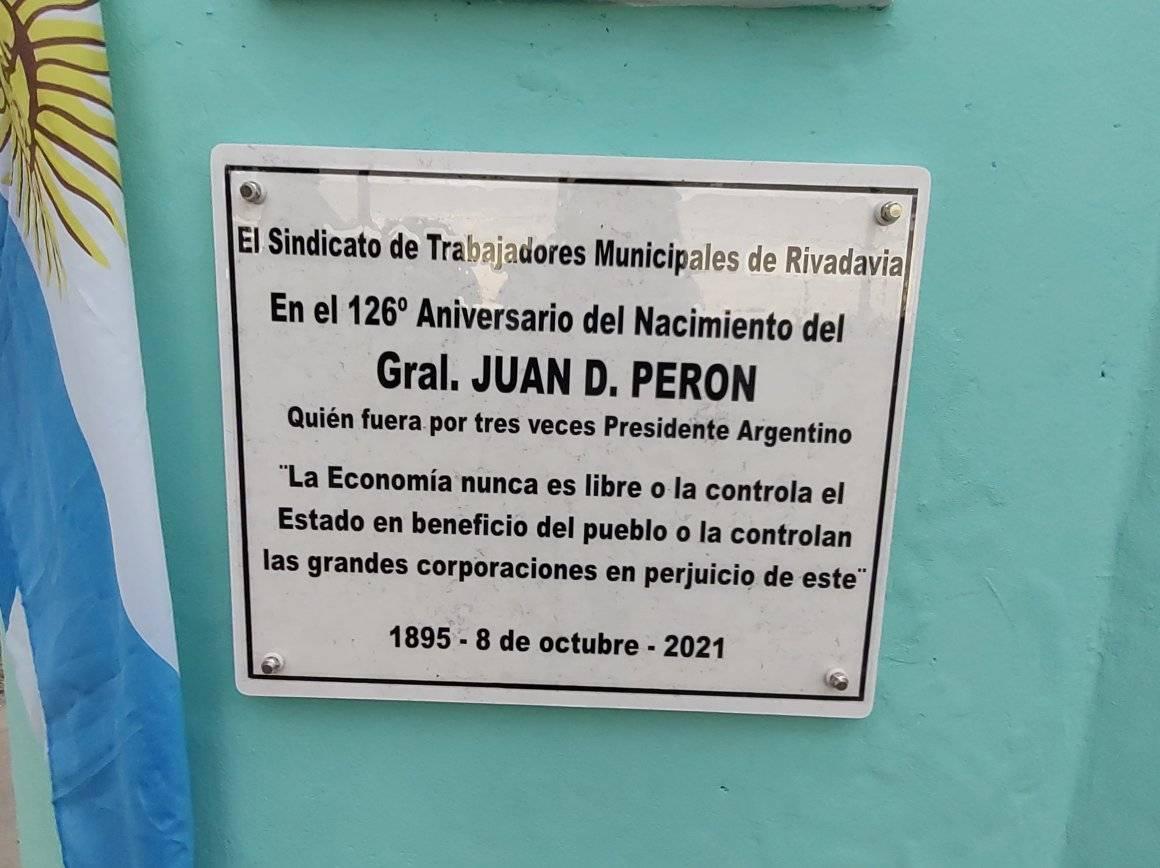 El Sindicato de Trabajadores Municipales de Rivadavia
En el 126º Aniversario del Nacimiento del
Gral. JUAN D. PERON
Quién fuera por tres veces Presidente Argentino
¨La Economía nunca es libre o la controla el
Estado en beneficio del pueblo o la controlan
las grandes corporaciones en perjuicio de este¨
1895 - 8 de octubre - 2021